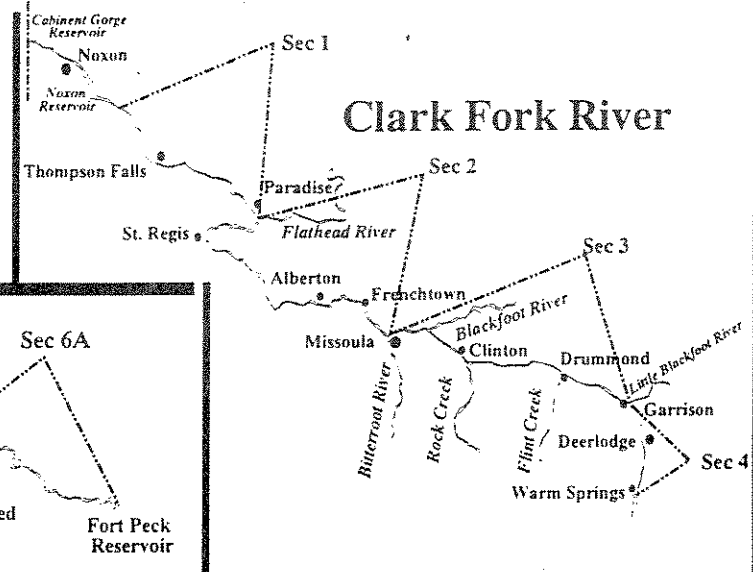 Cabinent Gorge
Reservoir
Noxon
Noxon
Reservoir
Sec 1
Clark Fork River
Thompson Falls
Paradise
Sec 2
St. Regis
Flathead River
Alberton
Frenchtown
Sec 3
Missoula
Blackfoot River
Clinton
Drummond
Little Blackfoot River
Bitterroot River
Rock Creek
Flint Creek
Garrison
Deerlodge
Sec 4
Warm Springs
Sec 6A
ed
Fort Peck
Reservoir